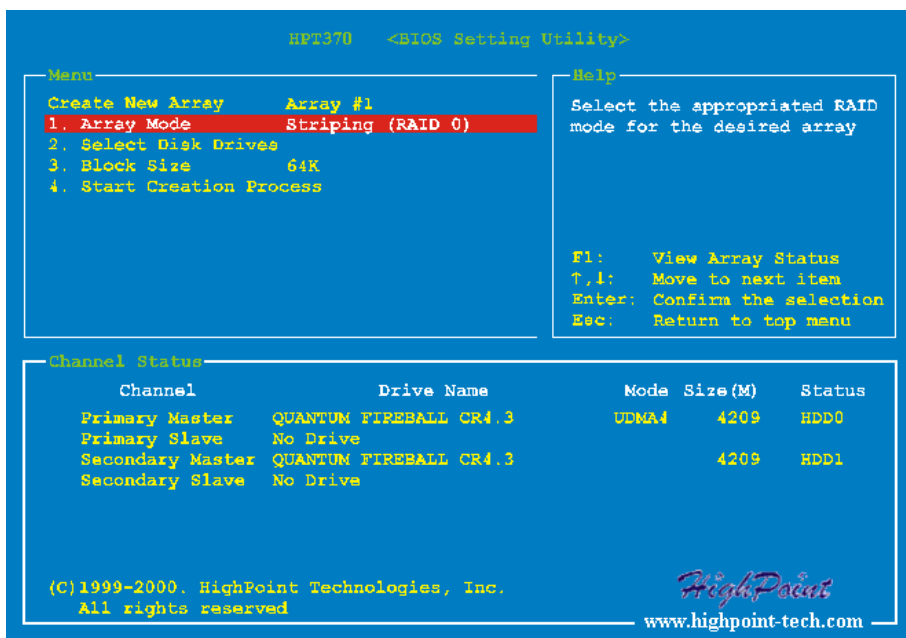 HPT370 <BIOS Setting Utility>
Menu
Create New Array Array #1
1. Array Mode Striping (RAID 0)
2. Select Disk Drives
3. Block Size 64K
4. Start Creation Process
Help
Select the appropriated RAID
mode for the desired array
F1: View Array Status
↑,↓: Move to next item
Enter: Confirm the selection
Esc: Return to top menu
Channel Status
Channel Drive Name Mode Size(M) Status
Primary Master QUANTUM FIREBALL CR4.3 UDMA4 4209 HDD0
Primary Slave No Drive
Secondary Master QUANTUM FIREBALL CR4.3 4209 HDD1
Secondary Slave No Drive
(C)1999-2000. HighPoint Technologies, Inc.
All rights reserved
HighPoint
www.highpoint-tech.com